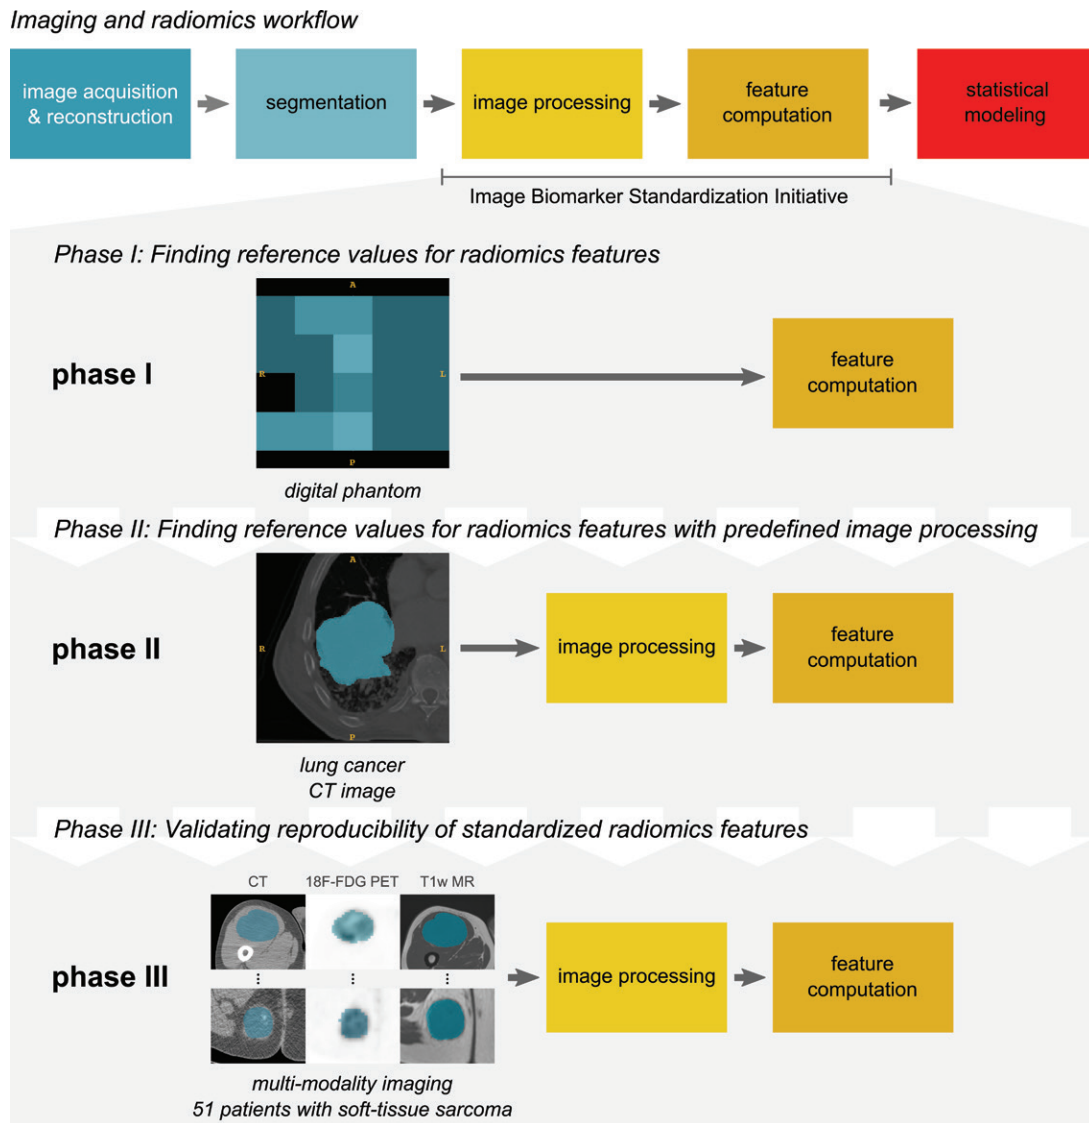 Imaging and radiomics workflow
image acquisition
& reconstruction
segmentation
image processing
feature
computation
statistical
modeling
Image Biomarker Standardization Initiative
Phase I: Finding reference values for radiomics features
phase I
A
R
L
P
feature
computation
digital phantom
Phase II: Finding reference values for radiomics features with predefined image processing
phase II
A
R
L
P
image processing
feature
computation
lung cancer
CT image
Phase III: Validating reproducibility of standardized radiomics features
CT
18F-FDG PET
T1w MR
phase III
image processing
feature
computation
multi-modality imaging
51 patients with soft-tissue sarcoma